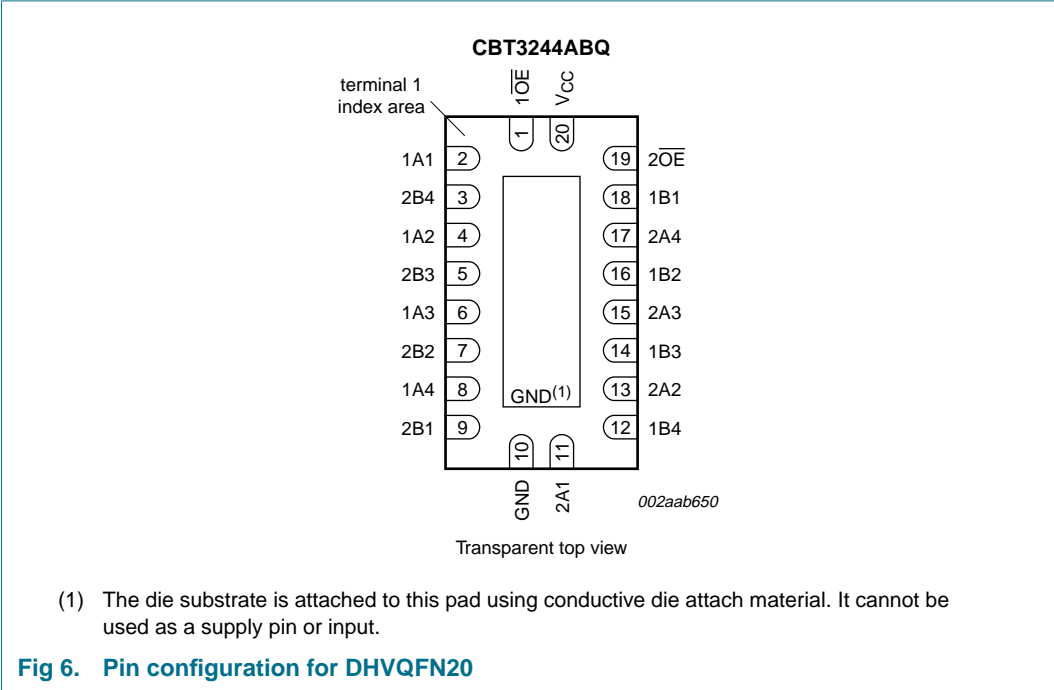 CBT3244ABQ
terminal 1
index area
1O̅E̅
VCC
1
20
1A1 2
19 2O̅E̅
2B4 3
18 1B1
1A2 4
17 2A4
2B3 5
16 1B2
1A3 6
15 2A3
2B2 7
14 1B3
1A4 8
13 2A2
2B1 9
12 1B4
GND(1)
10
11
GND
2A1
002aab650
Transparent top view
(1) The die substrate is attached to this pad using conductive die attach material. It cannot be
used as a supply pin or input.
Fig 6. Pin configuration for DHVQFN20